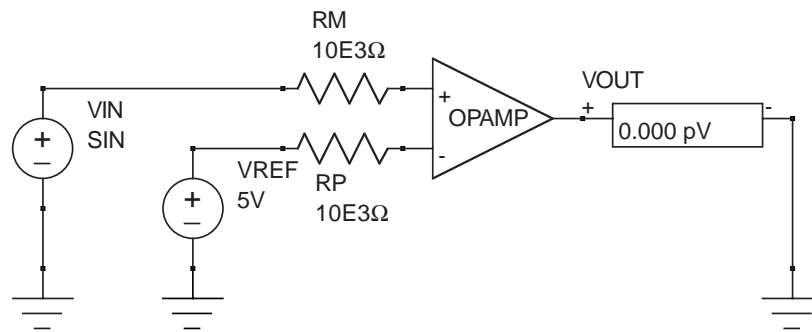 RM
10E3Ω
VIN
SIN
+
-
OPAMP
VOUT
+
-
0.000 pV
+
−
VREF
5V
RP
10E3Ω
+
−